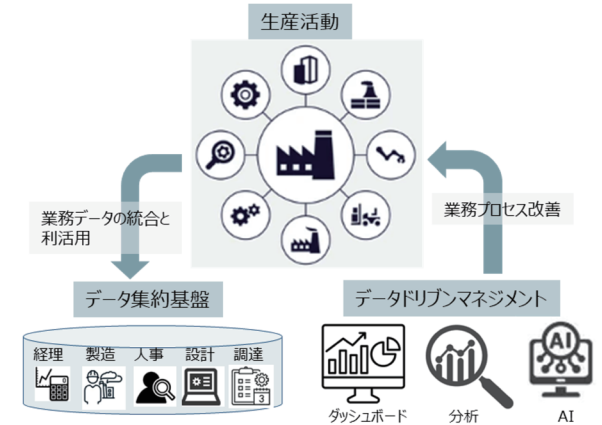 生産活動
業務データの統合と
利活用
業務プロセス改善
データ集約基盤
データドリブンマネジメント
経理 製造 人事 設計 調達
AI
3
ダッシュボード 分析 AI